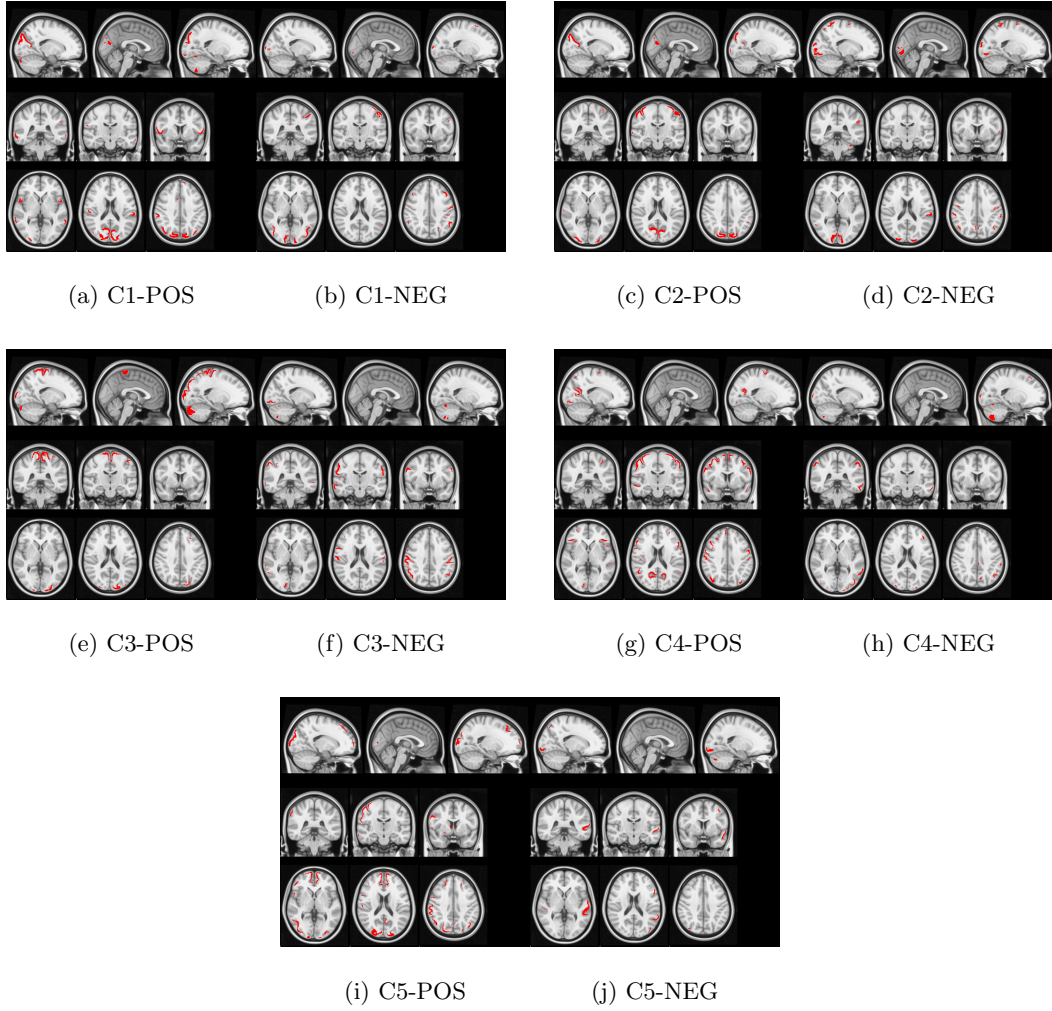 (a) C1-POS (b) C1-NEG (c) C2-POS (d) C2-NEG
(e) C3-POS (f) C3-NEG (g) C4-POS (h) C4-NEG
(i) C5-POS (j) C5-NEG